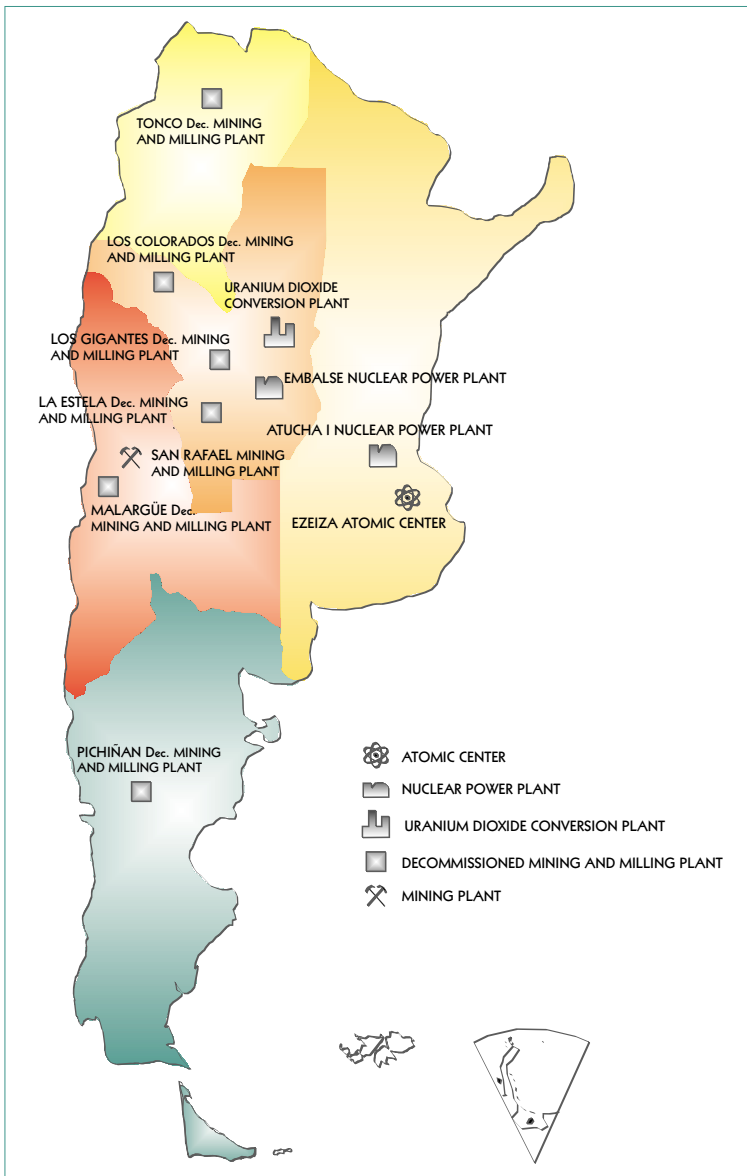 TONCO Dec. MINING
AND MILLING PLANT
LOS COLORADOS Dec. MINING
AND MILLING PLANT
URANIUM DIOXIDE
CONVERSION PLANT
LOS GIGANTES Dec. MINING
AND MILLING PLANT
EMBALSE NUCLEAR POWER PLANT
LA ESTELA Dec. MINING
AND MILLING PLANT
ATUCHA I NUCLEAR POWER PLANT
SAN RAFAEL MINING
AND MILLING PLANT
MALARGÜE Dec.
MINING AND MILLING PLANT
EZEIZA ATOMIC CENTER
PICHIÑAN Dec. MINING
AND MILLING PLANT
ATOMIC CENTER
NUCLEAR POWER PLANT
URANIUM DIOXIDE CONVERSION PLANT
DECOMMISSIONED MINING AND MILLING PLANT
MINING PLANT